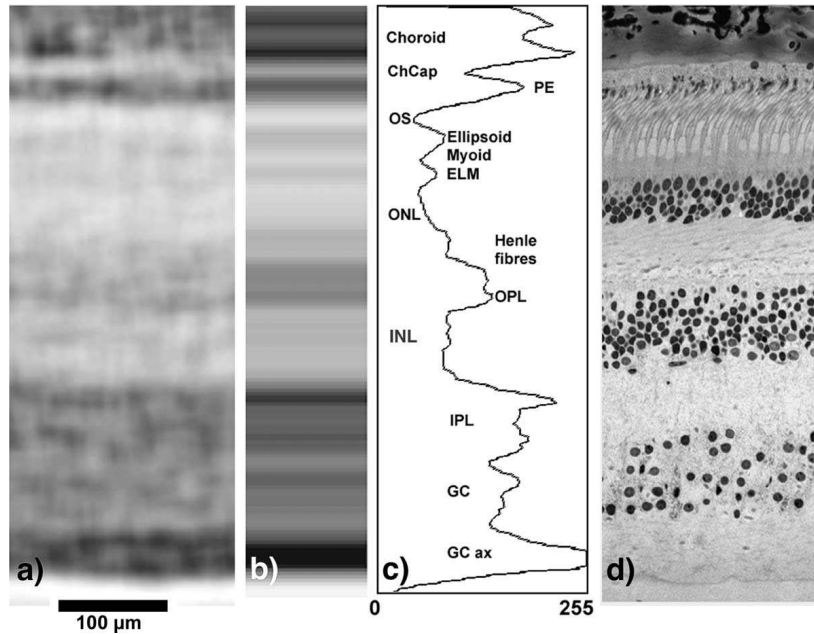 Choroid
ChCap
PE
OS
Ellipsoid
Myoid
ELM
ONL
Henle
fibres
OPL
INL
IPL
GC
GC ax
a)
b)
c)
d)
100 µm
0
255